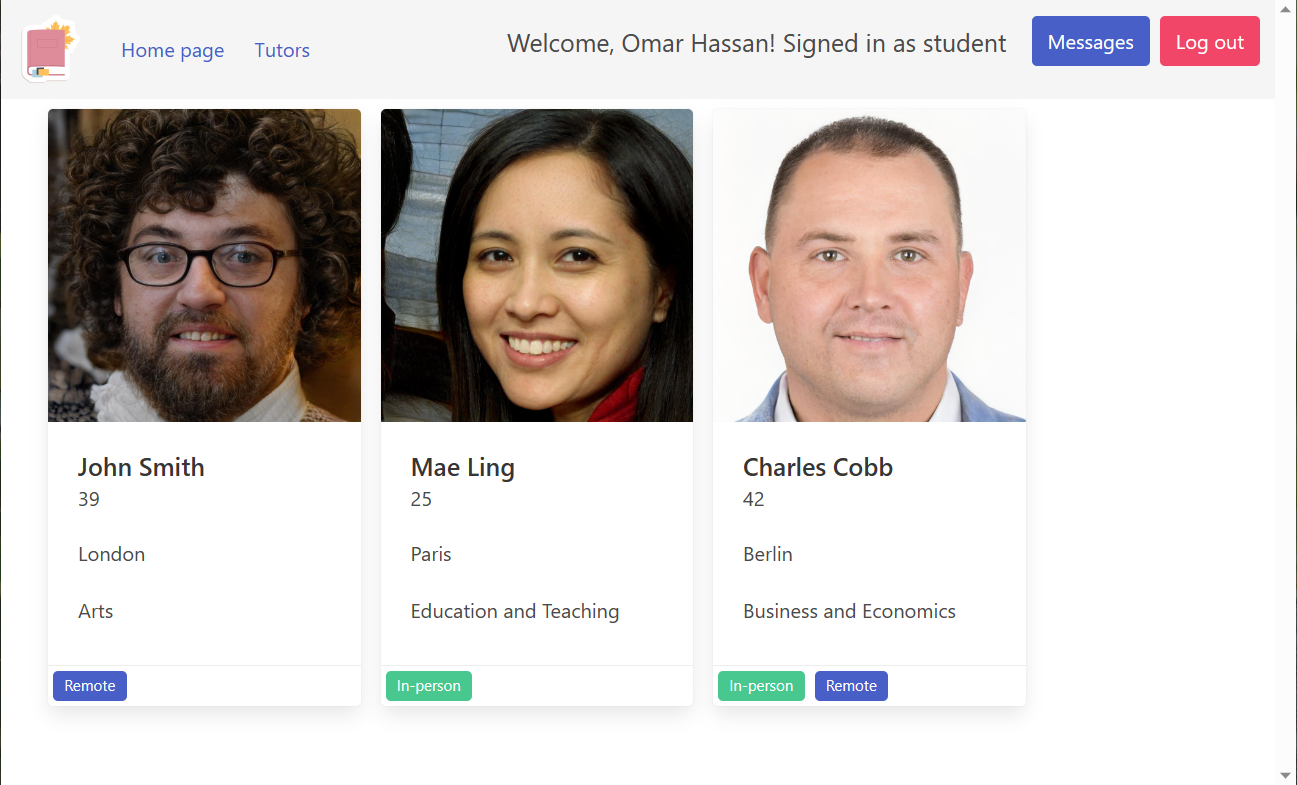 Home page
Tutors
Welcome, Omar Hassan! Signed in as student
Messages
Log out
John Smith
39
London
Arts
Remote
Mae Ling
25
Paris
Education and Teaching
In-person
Charles Cobb
42
Berlin
Business and Economics
In-person
Remote